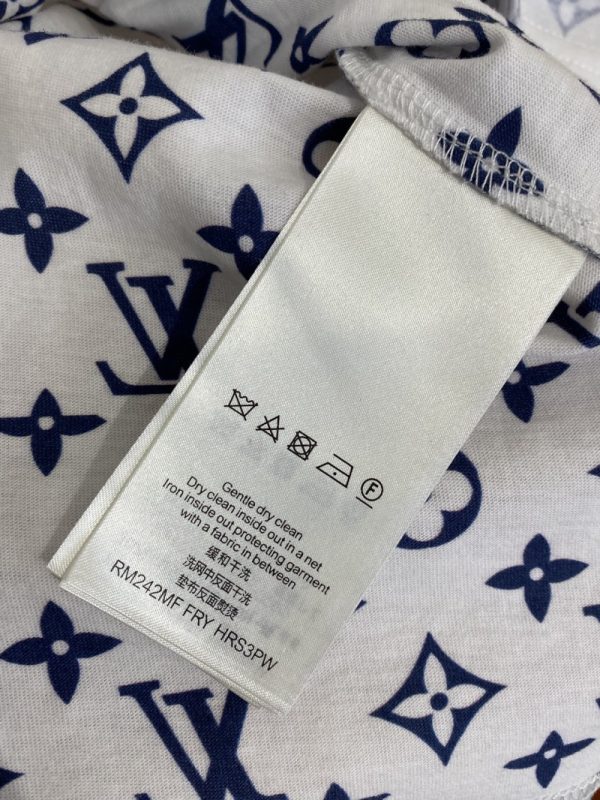 Gentle dry clean
Dry clean inside out in a net
Iron inside out protecting garment
with a fabric in between
缓和干洗
洗网中反面干洗
垫布反面熨烫
RM242MF FRY HRS3PW
F
LV
LV